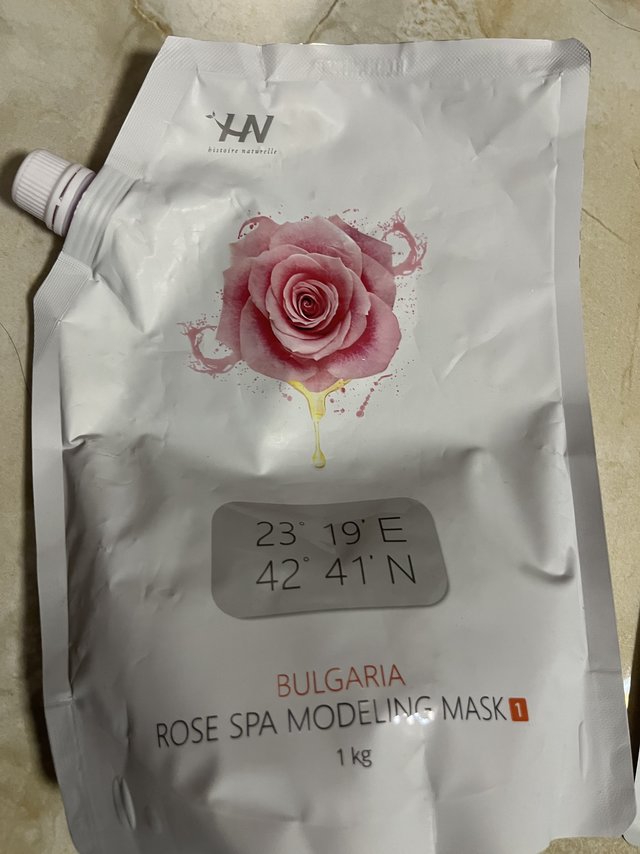 HN
histoire naturelle
23° 19' E
42° 41' N
BULGARIA
ROSE SPA MODELING MASK 1
1 kg